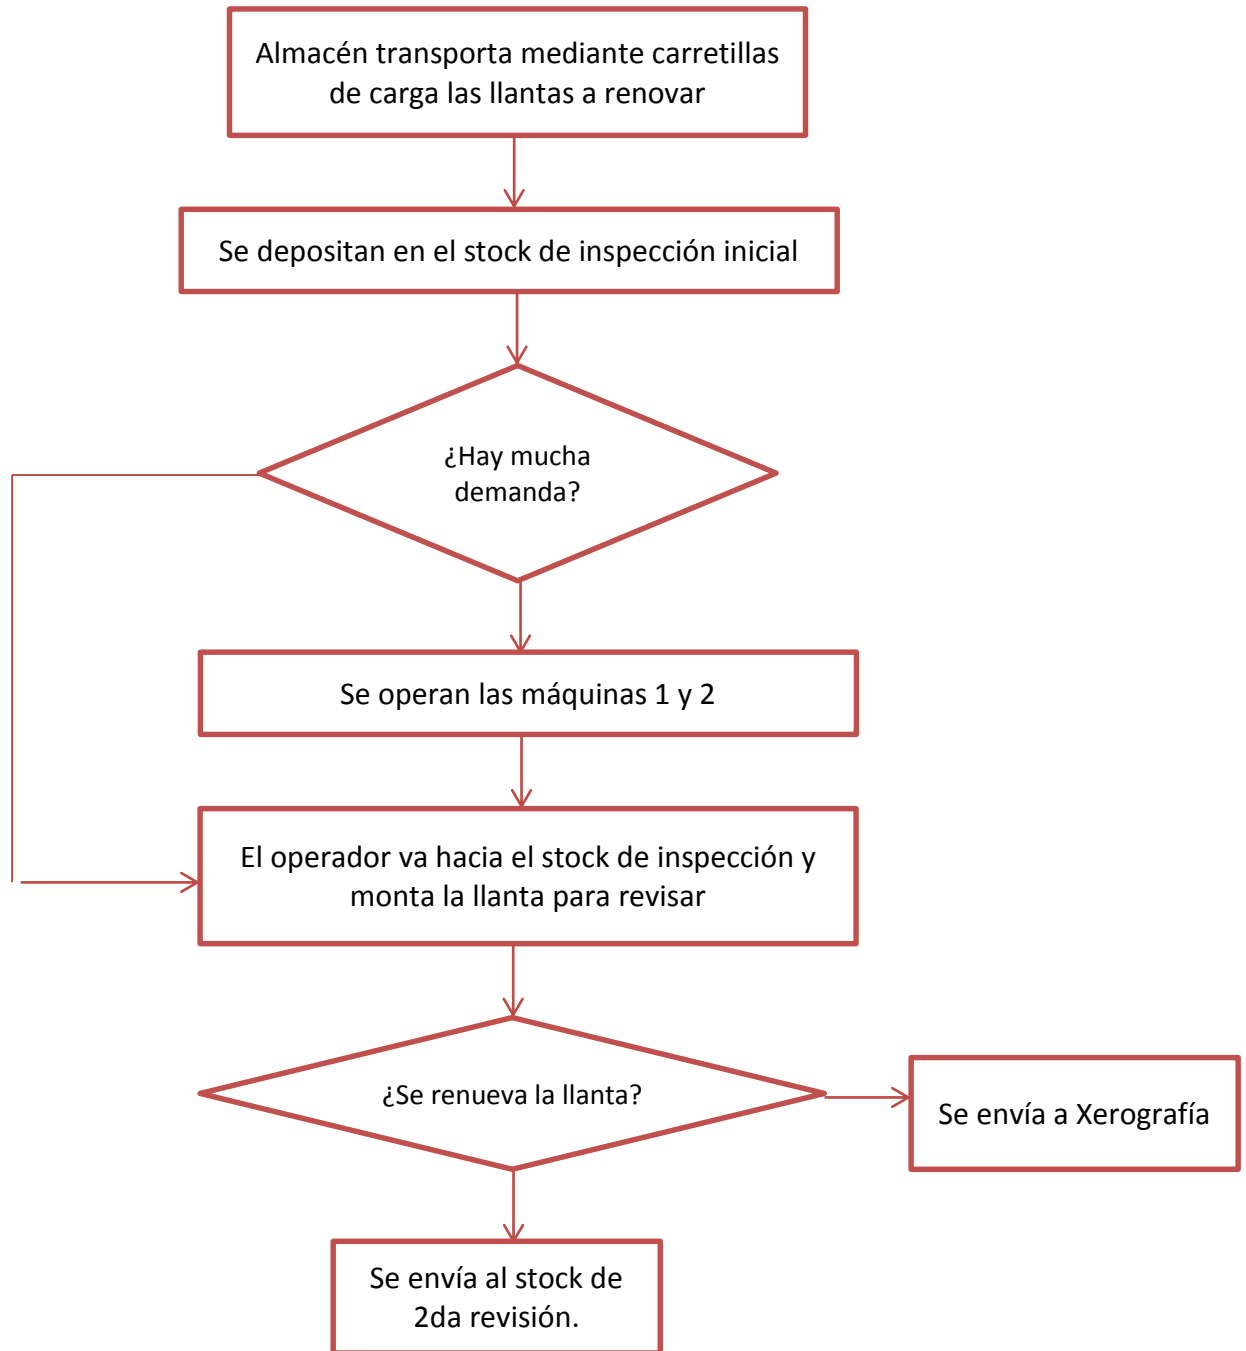 Almacén transporta mediante carretillas
de carga las llantas a renovar
Se depositan en el stock de inspección inicial
¿Hay mucha
demanda?
Se operan las máquinas 1 y 2
El operador va hacia el stock de inspección y
monta la llanta para revisar
¿Se renueva la llanta?
Se envía a Xerografía
Se envía al stock de
2da revisión.